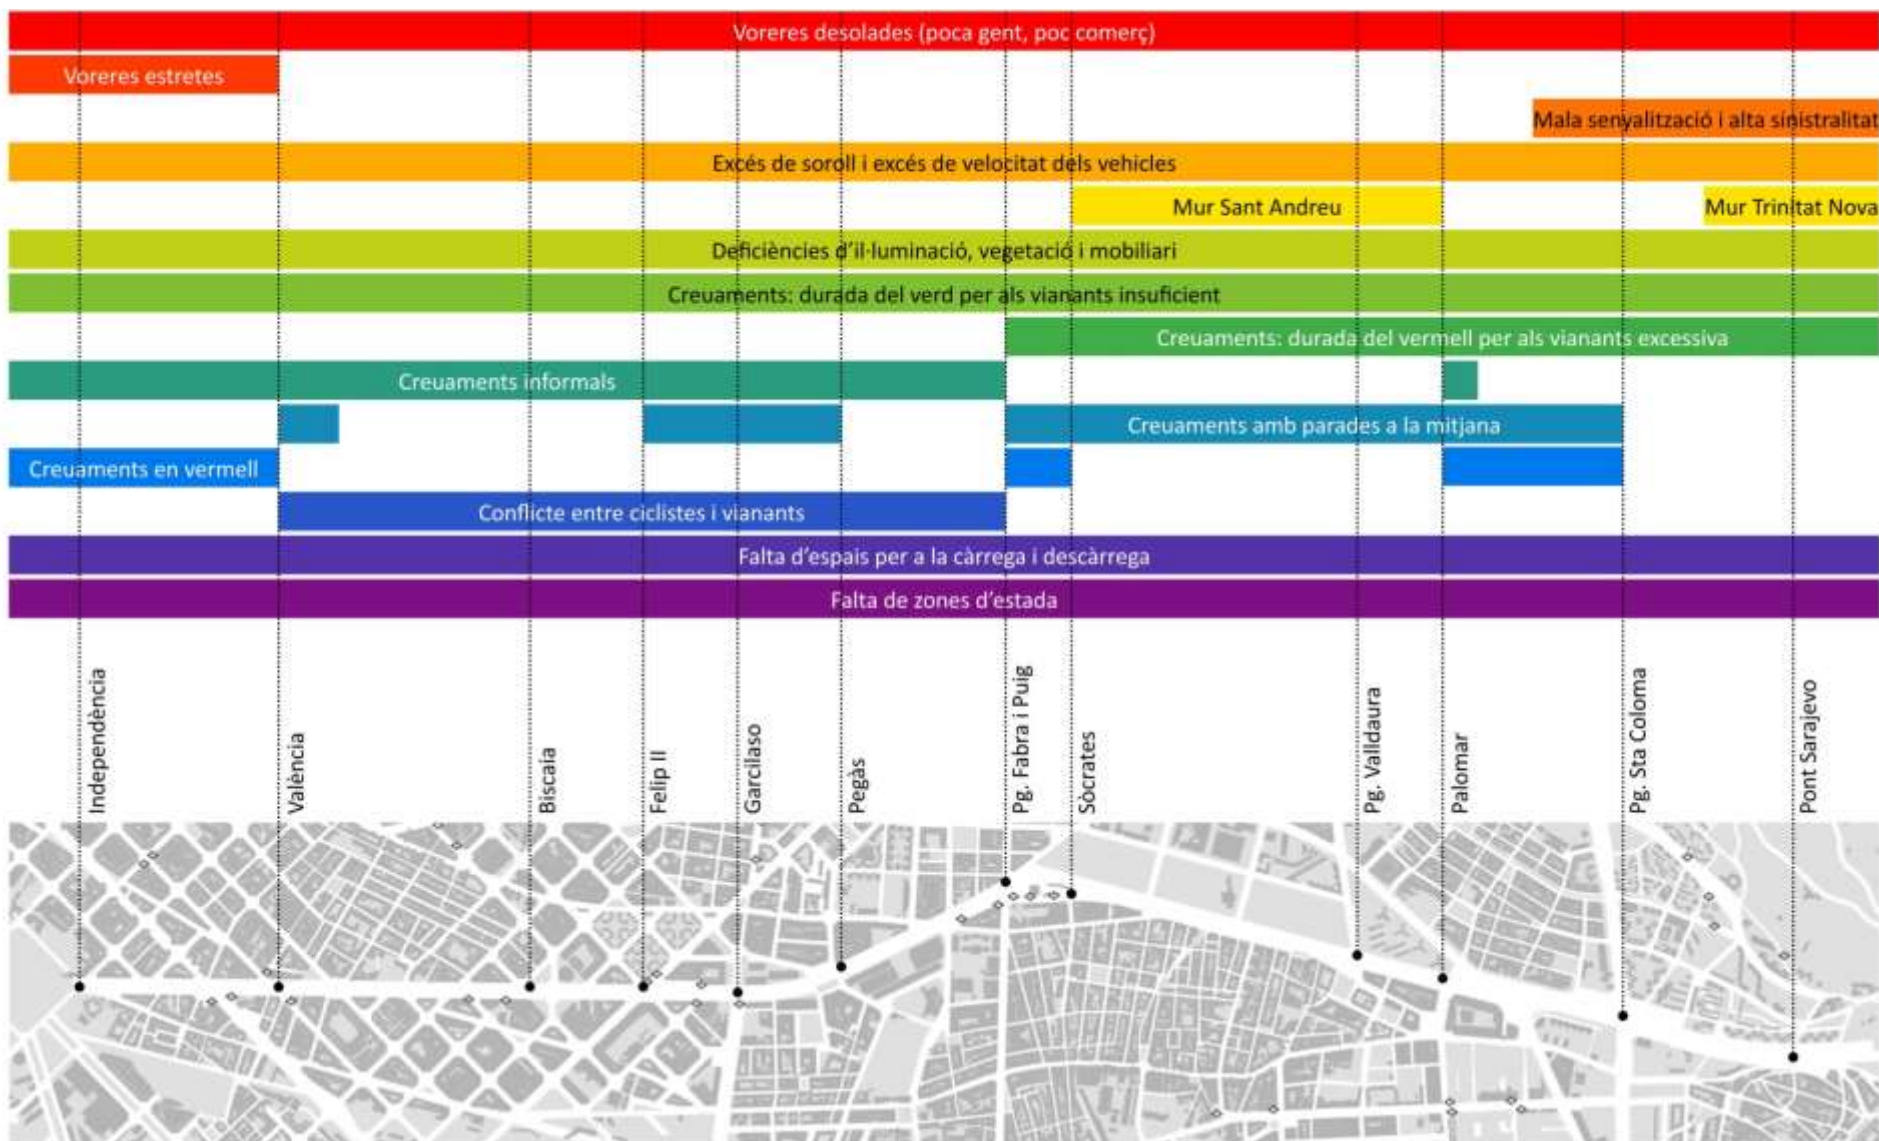 Voreres desolades (poca gent, poc comerç)
Voreres estretes
Mala senyalització i alta sinistralitat
Excés de soroll i excés de velocitat dels vehicles
Mur Sant Andreu
Mur Trinitat Nova
Deficiències d'il·luminació, vegetació i mobiliari
Creuaments: durada del verd per als vianants insuficient
Creuaments: durada del vermell per als vianants excessiva
Creuaments informals
Creuaments amb parades a la mitjana
Creuaments en vermell
Conflicte entre ciclistes i vianants
Falta d'espais per a la càrrega i descàrrega
Falta de zones d'estada
Independència
València
Biscaia
Felip II
Garcilaso
Pegàs
Pg. Fabra i Puig
Sòcrates
Pg. Valldaura
Palomar
Pg. Sta Coloma
Pont Sarajevo